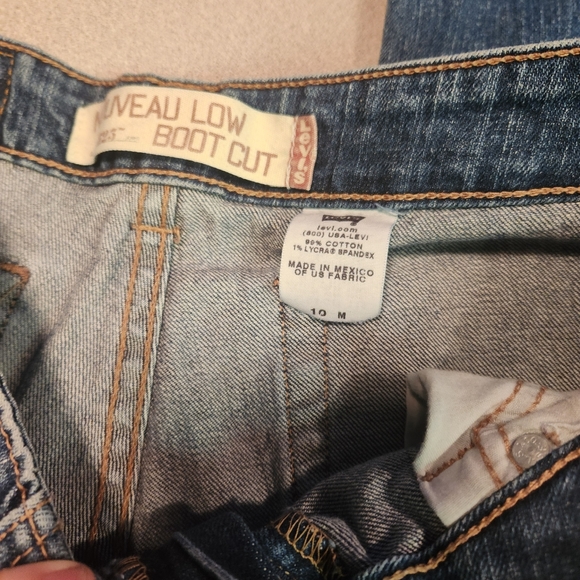 NOUVEAU LOW
BOOT CUT
Levi's
levi.com
(800) USA-LEVI
99% COTTON
1% LYCRA® SPANDEX
MADE IN MEXICO
OF US FABRIC
10 M